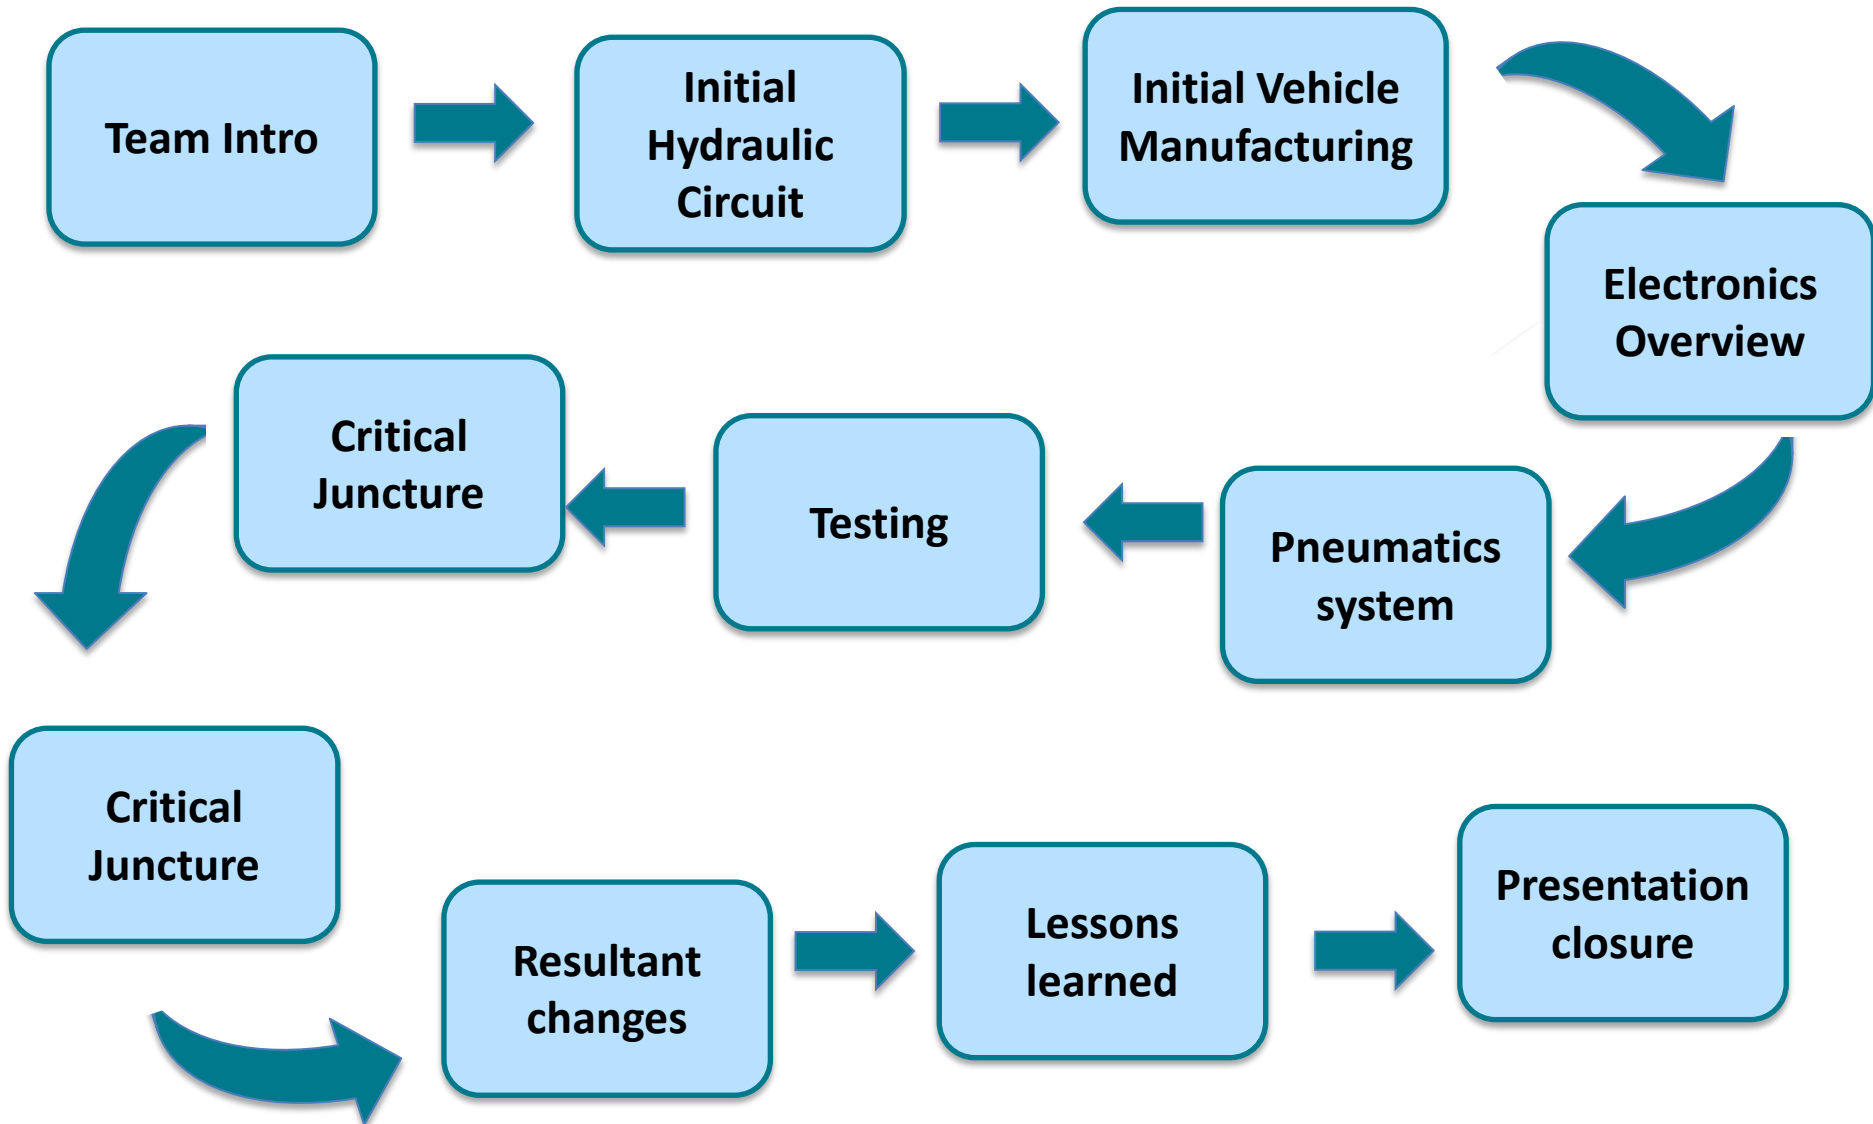 Team Intro
Initial
Hydraulic
Circuit
Initial Vehicle
Manufacturing
Electronics
Overview
Pneumatics
system
Testing
Critical
Juncture
Critical
Juncture
Resultant
changes
Lessons
learned
Presentation
closure